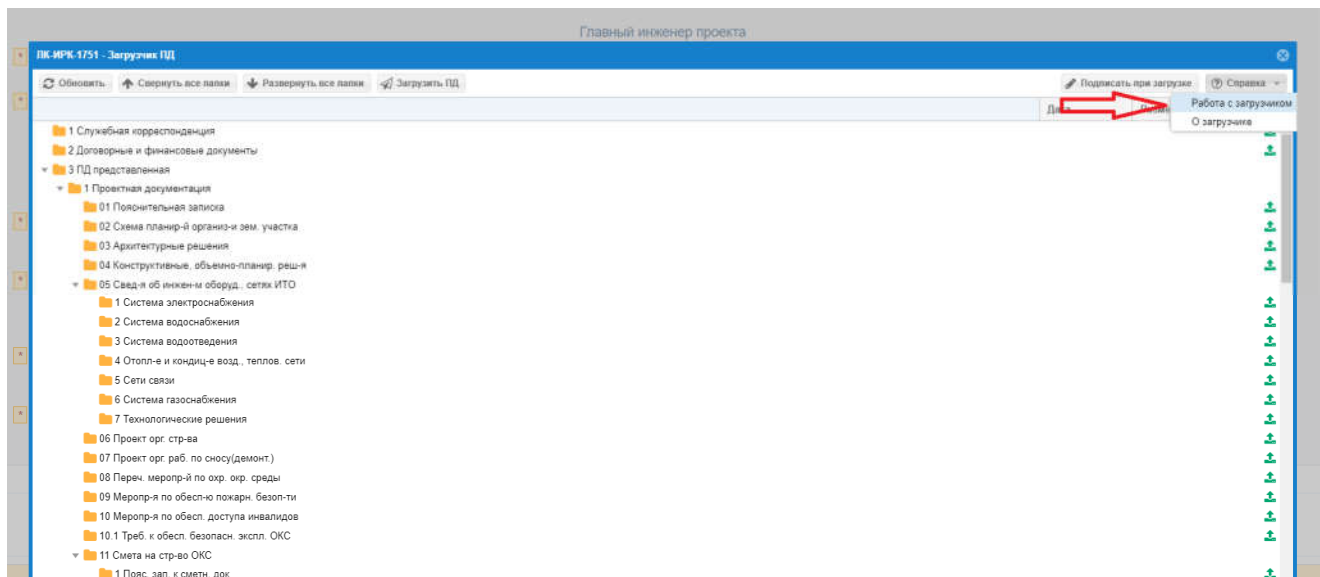 Главный инженер проекта
ПК-ИРК-1751 - Загрузчик ПД
Обновить Свернуть все папки Развернуть все папки Загрузить ПД Подписать при загрузке Справка
Дата
Работа с загрузчиком
О загрузчике
1 Служебная корреспонденция
2 Договорные и финансовые документы
3 ПД представленная
1 Проектная документация
01 Пояснительная записка
02 Схема планир-й организ-и зем. участка
03 Архитектурные решения
04 Конструктивные, объемно-планир. реш-я
05 Свед-я об инжен-м оборуд., сетях ИТО
1 Система электроснабжения
2 Система водоснабжения
3 Система водоотведения
4 Отопл-е и кондиц-е возд., теплов. сети
5 Сети связи
6 Система газоснабжения
7 Технологические решения
06 Проект орг. стр-ва
07 Проект орг. раб. по сносу(демонт.)
08 Переч. меропр-й по охр. окр. среды
09 Меропр-я по обесп-ю пожарн. безоп-ти
10 Меропр-я по обесп. доступа инвалидов
10.1 Треб. к обесп. безопасн. экспл. ОКС
11 Смета на стр-во ОКС
1 Пояс. зап. к сметн. док